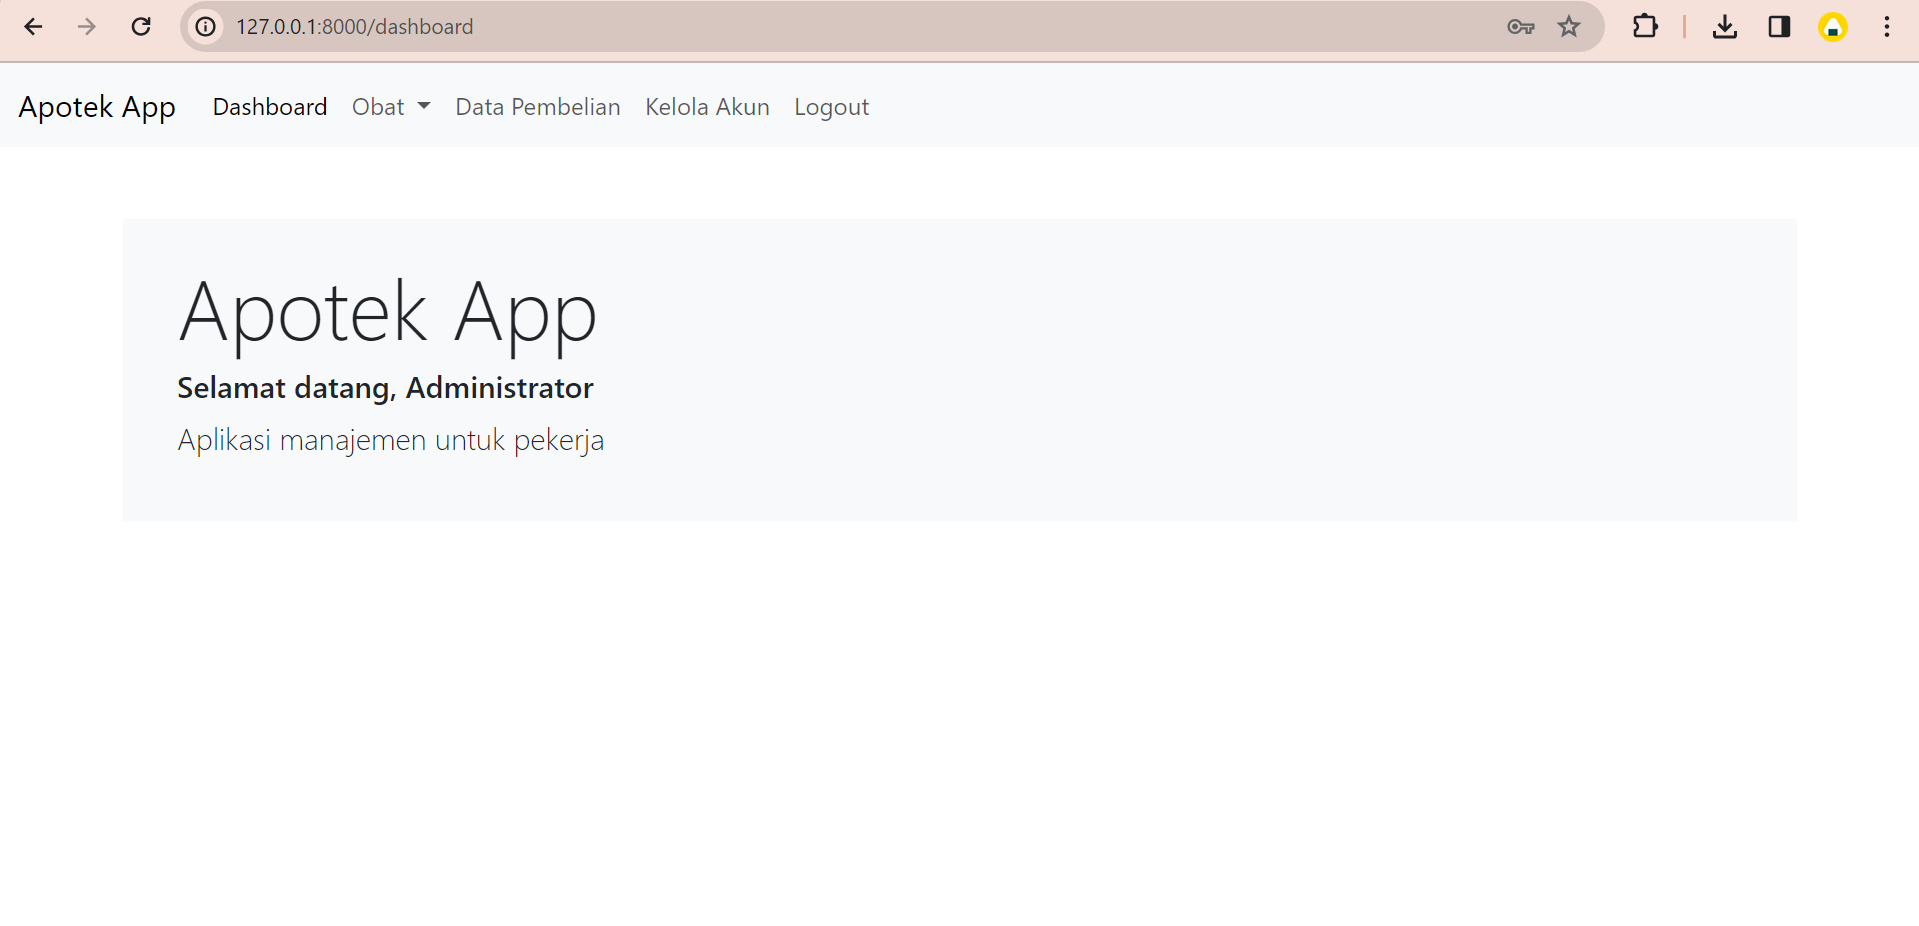 127.0.0.1:8000/dashboard
Apotek App Dashboard Obat Data Pembelian Kelola Akun Logout
Apotek App
Selamat datang, Administrator
Aplikasi manajemen untuk pekerja